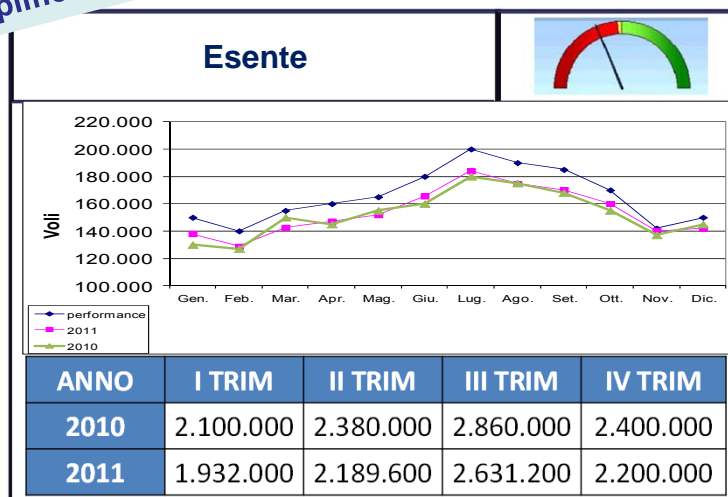 Esente
220.000
200.000
180.000
160.000
140.000
120.000
100.000
Voli
Gen. Feb. Mar. Apr. Mag. Giu. Lug. Ago. Set. Ott. Nov. Dic.
performance
2011
2010
ANNO I TRIM II TRIM III TRIM IV TRIM
2010 2.100.000 2.380.000 2.860.000 2.400.000
2011 1.932.000 2.189.600 2.631.200 2.200.000